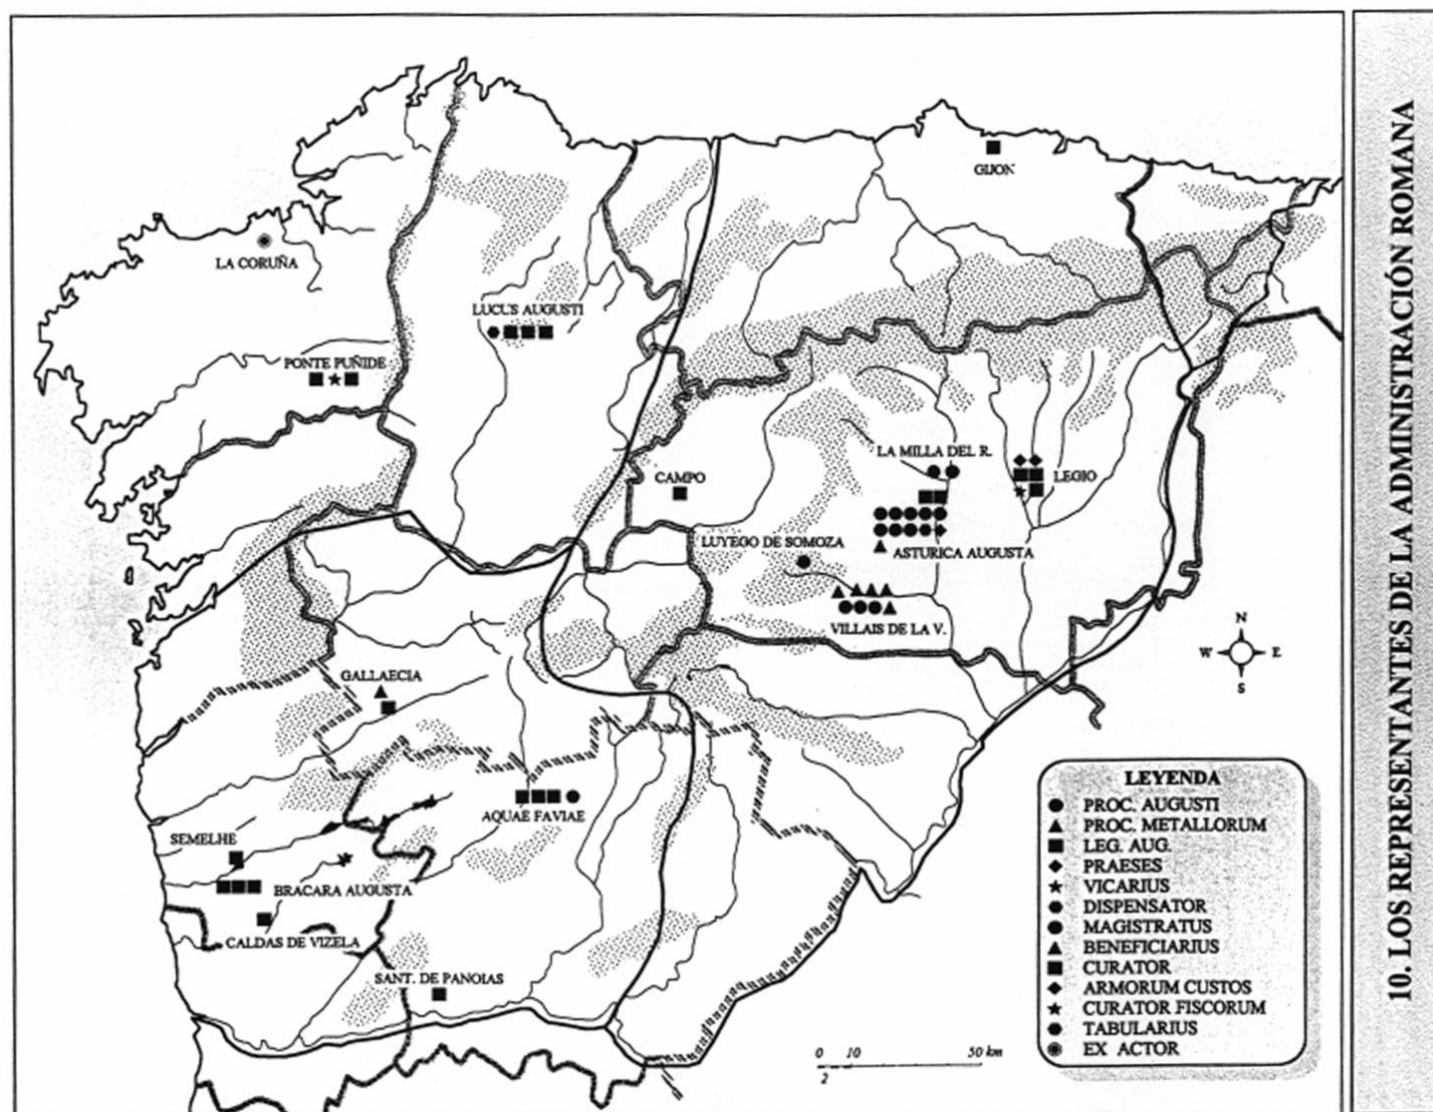 10. LOS REPRESENTANTES DE LA ADMINISTRACIÓN ROMANA
GIJON
LA CORUÑA
LUCUS AUGUSTI
PONTE PUÑIDE
LA MILLA DEL R.
CAMPO
LEGIO
LUYEGO DE SOMOZA
ASTURICA AUGUSTA
VILLAIS DE LA V.
N
W
E
S
GALLAECIA
AQUAE FAVIAE
SEMELHE
BRACARA AUGUSTA
CALDAS DE VIZELA
SANT. DE PANOIAS
LEYENDA
PROC. AUGUSTI
PROC. METALLORUM
LEG. AUG.
PRAESES
VICARIUS
DISPENSATOR
MAGISTRATUS
BENEFICIARIUS
CURATOR
ARMORUM CUSTOS
CURATOR FISCORUM
TABULARIUS
EX ACTOR
0 10 50 km
2